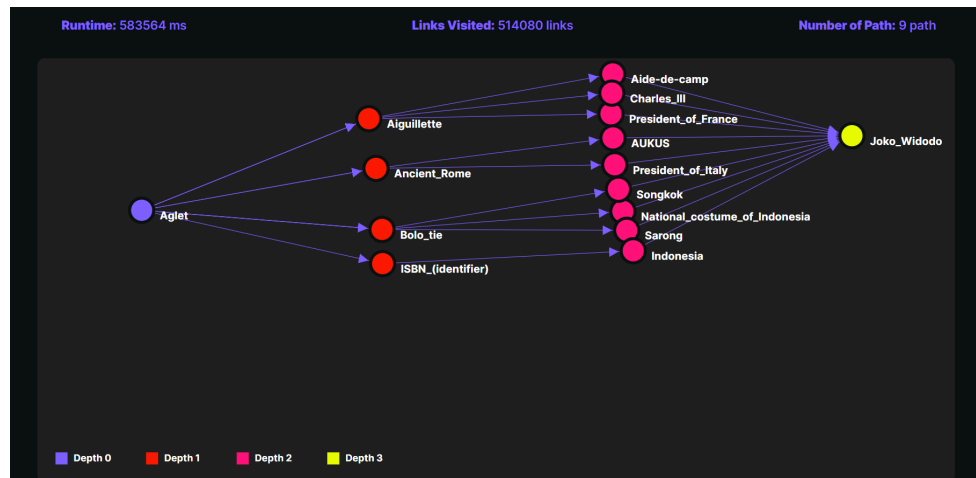 Runtime: 583564 ms
Links Visited: 514080 links
Number of Path: 9 path
Aide-de-camp
Charles_III
President_of_France
Aiguillette
AUKUS
Joko_Widodo
President_of_Italy
Ancient_Rome
Songkok
Aglet
National_costume_of_Indonesia
Bolo_tie
Sarong
Indonesia
ISBN_(identifier)
Depth 0
Depth 1
Depth 2
Depth 3